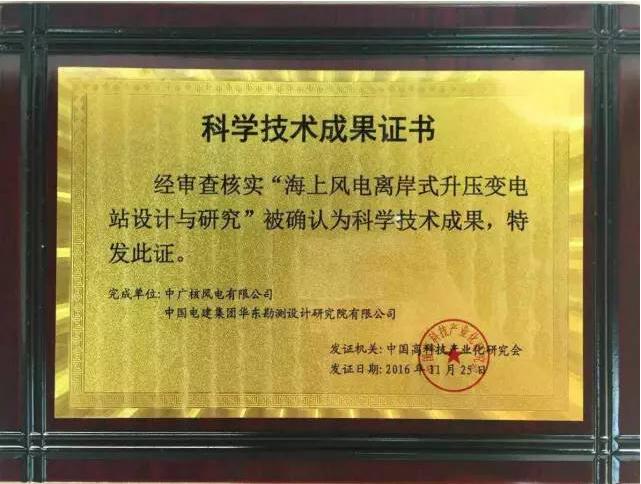 科学技术成果证书
经审查核实“海上风电离岸式升压变电
站设计与研究”被确认为科学技术成果，特
发此证。
完成单位：中广核风电有限公司
中国电建集团华东勘测设计研究院有限公司
发证机关：中国高科技产业化研究会
发证日期：2016年11月25日